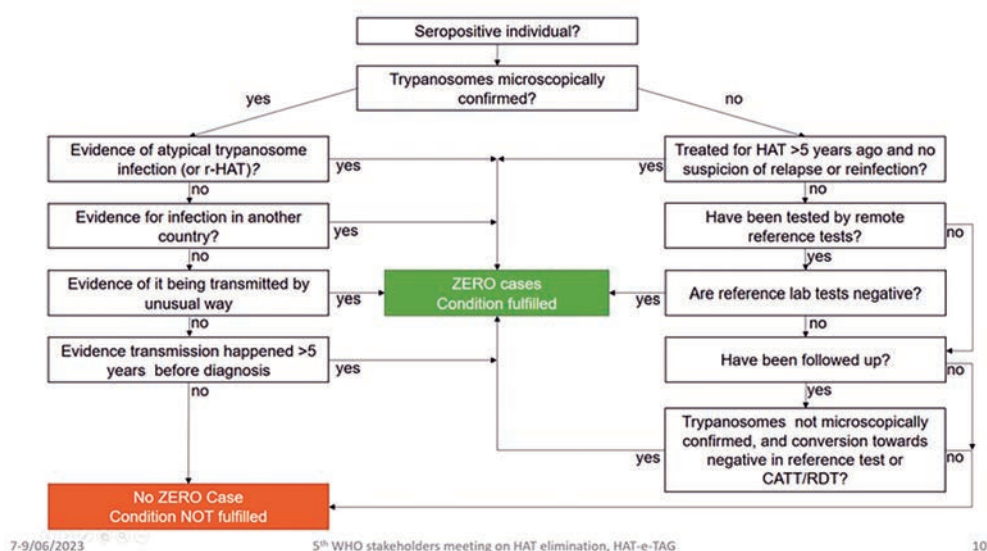 Seropositive individual?
Trypanosomes microscopically
confirmed?
yes
no
Evidence of atypical trypanosome
infection (or r-HAT)?
yes
no
Evidence for infection in another
country?
yes
no
Evidence of it being transmitted by
unusual way
yes
no
Evidence transmission happened >5
years before diagnosis
yes
no
ZERO cases
Condition fulfilled
Treated for HAT >5 years ago and no
suspicion of relapse or reinfection?
yes
no
Have been tested by remote
reference tests?
no
yes
Are reference lab tests negative?
yes
no
Have been followed up?
no
yes
Trypanosomes not microscopically
confirmed, and conversion towards
negative in reference test or
CATT/RDT?
yes
no
No ZERO Case
Condition NOT fulfilled
7-9/06/2023
5th WHO stakeholders meeting on HAT elimination, HAT-e-TAG
10